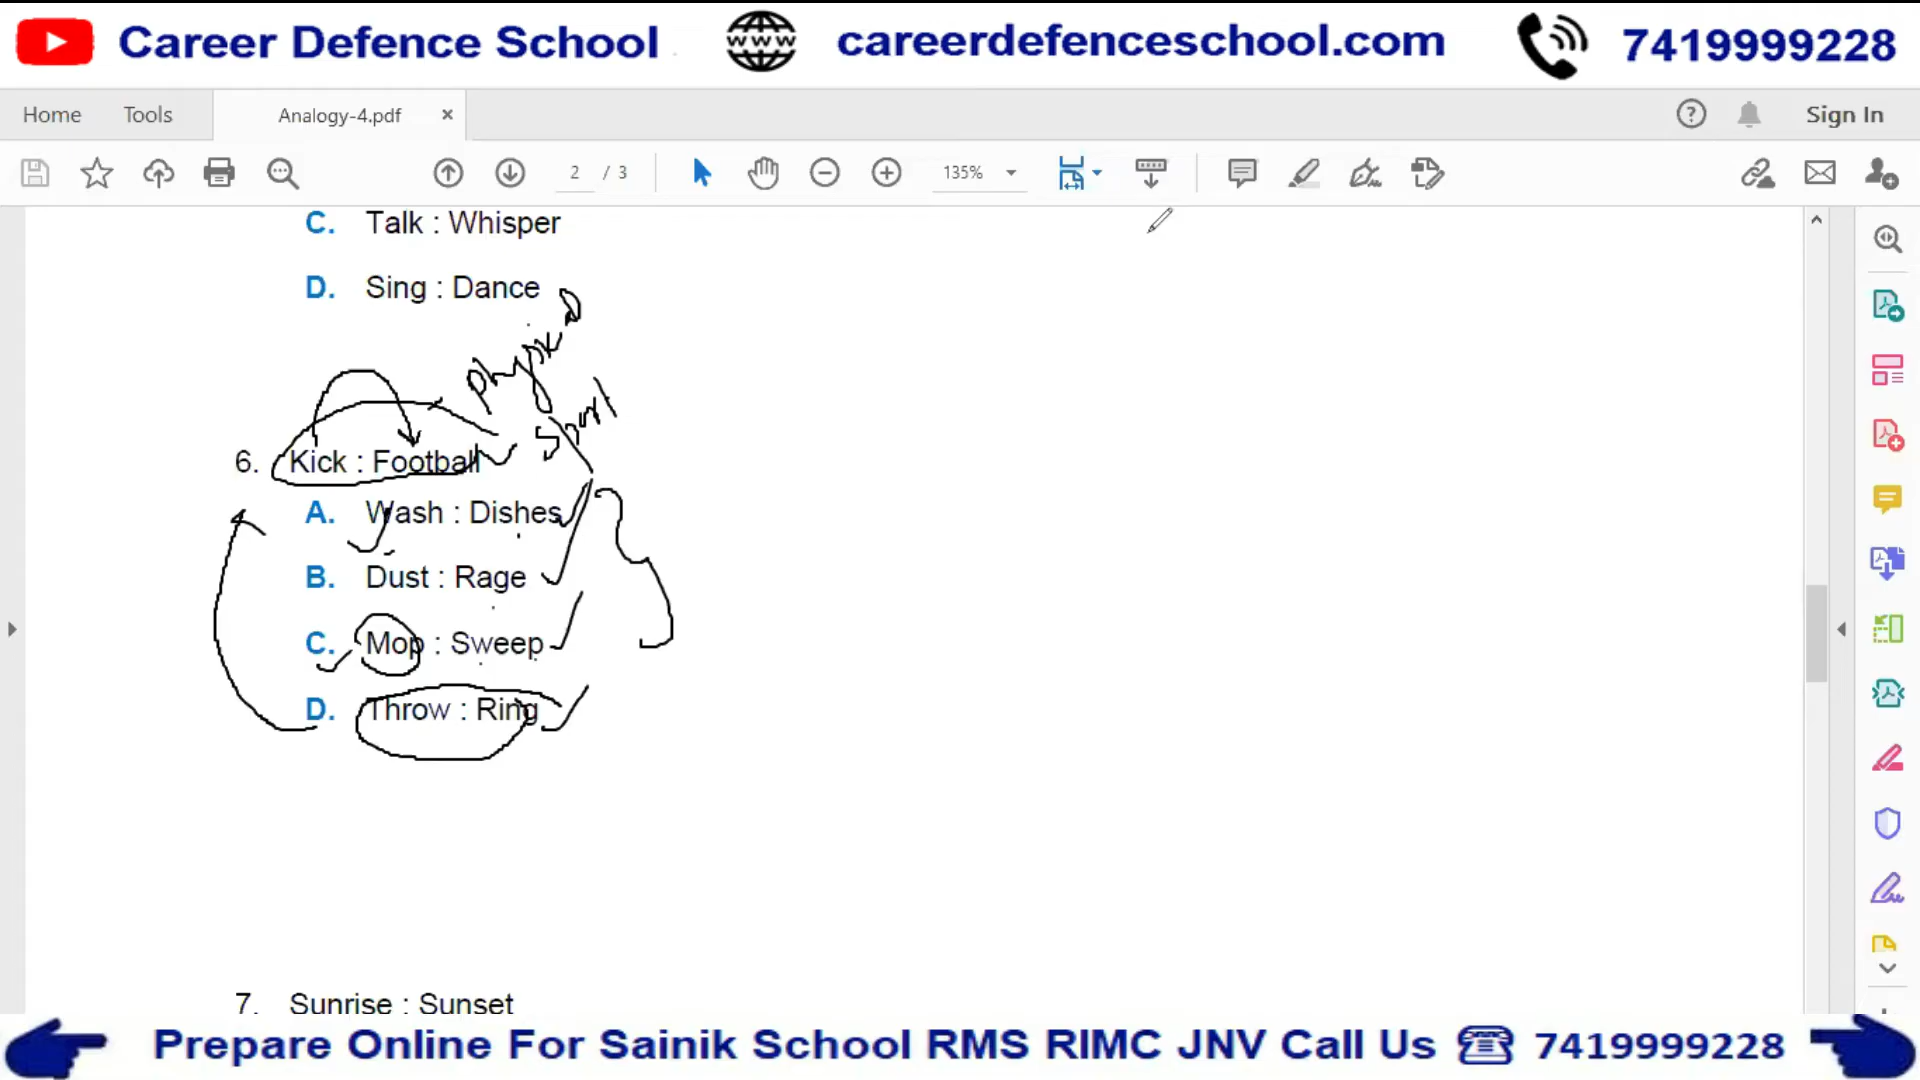 Career Defence School
www
careerdefenceschool.com
7419999228
Home
Tools
Analogy-4.pdf
Sign In
2 / 3
135%
C. Talk : Whisper
D. Sing : Dance
6. Kick : Football
A. Wash : Dishes
B. Dust : Rage
C. Mop : Sweep
D. Throw : Ring
7. Sunrise : Sunset
Prepare Online For Sainik School RMS RIMC JNV Call Us 7419999228